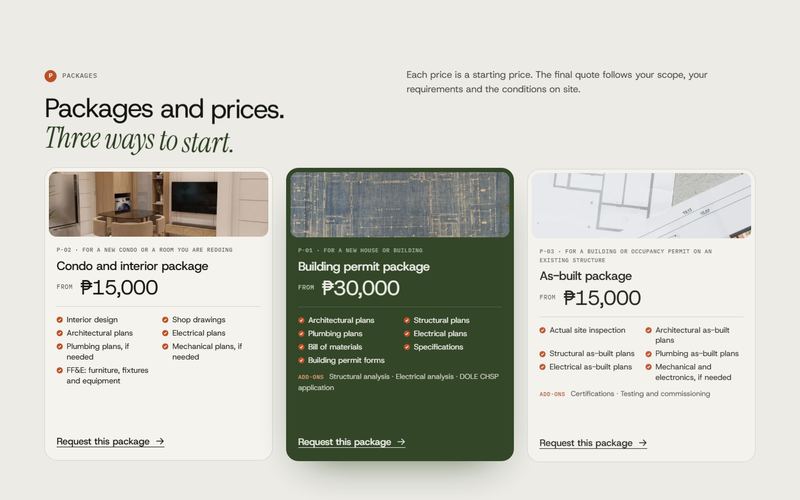 P PACKAGES
Packages and prices.
Three ways to start.
Each price is a starting price. The final quote follows your scope, your
requirements and the conditions on site.
P-02 · FOR A NEW CONDO OR A ROOM YOU ARE REDOING
Condo and interior package
FROM ₱15,000
Interior design
Shop drawings
Architectural plans
Electrical plans
Plumbing plans, if
needed
Mechanical plans, if
needed
FF&E: furniture, fixtures
and equipment
Request this package →
P-01 · FOR A NEW HOUSE OR BUILDING
Building permit package
FROM ₱30,000
Architectural plans
Structural plans
Plumbing plans
Electrical plans
Bill of materials
Specifications
Building permit forms
ADD-ONS Structural analysis · Electrical analysis · DOLE CHSP
application
Request this package →
P-03 · FOR A BUILDING OR OCCUPANCY PERMIT ON AN
EXISTING STRUCTURE
As-built package
FROM ₱15,000
Actual site inspection
Architectural as-built
plans
Structural as-built plans
Plumbing as-built plans
Electrical as-built plans
Mechanical and
electronics, if needed
ADD-ONS Certifications · Testing and commissioning
Request this package →